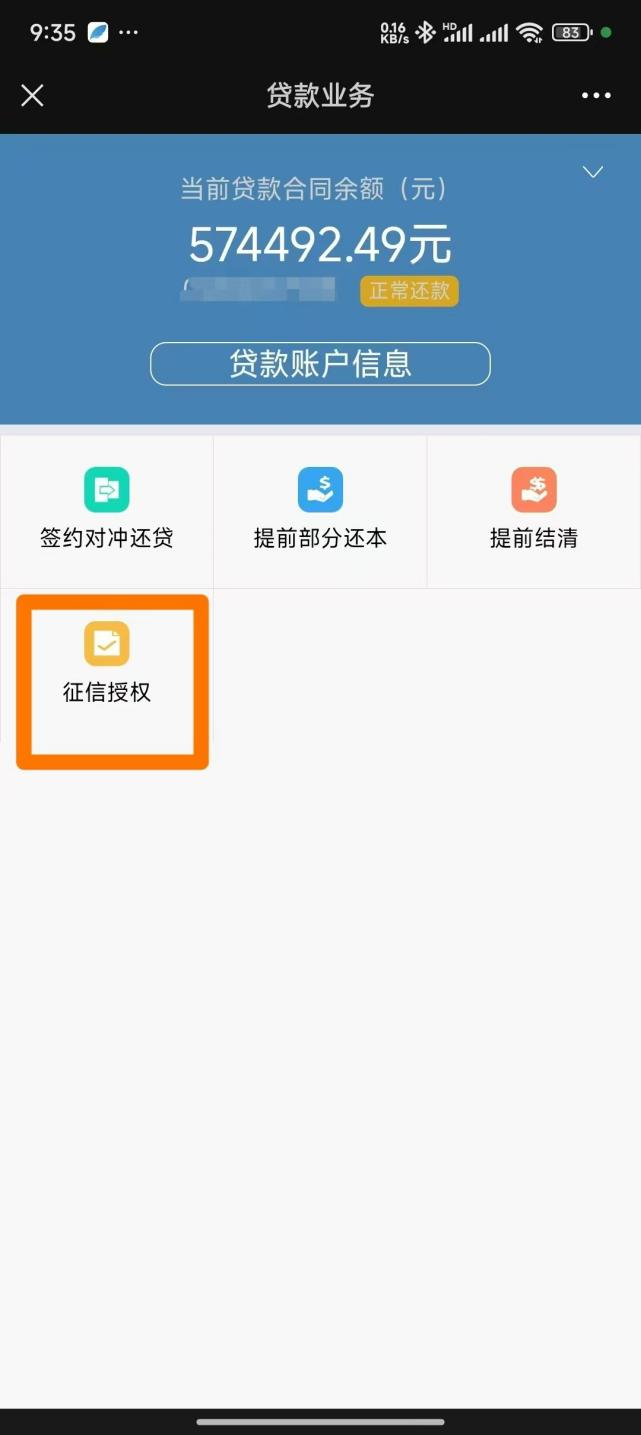 9:35
0.16
KB/s
HD
83
贷款业务
当前贷款合同余额（元）
574492.49元
正常还款
贷款账户信息
签约对冲还贷
提前部分还本
提前结清
征信授权